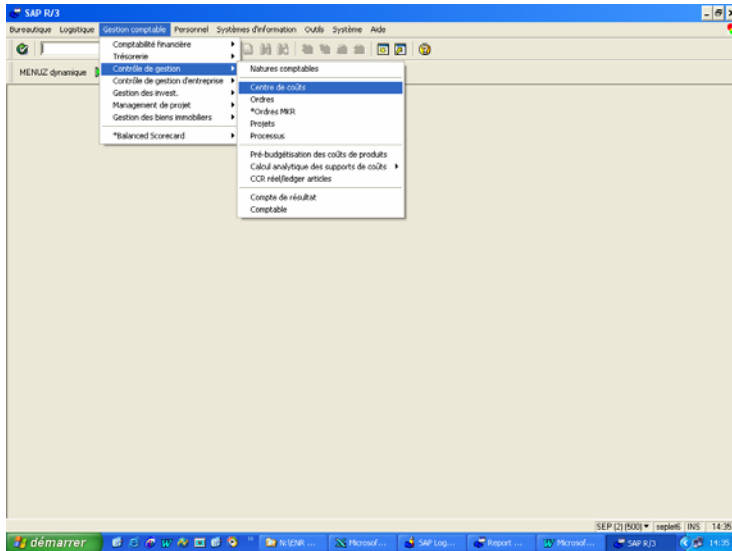 SAP R/3
Bureautique Logistique Gestion comptable Personnel Systèmes d'information Outils Système Aide
MENUZ dynamique
Comptabilité financière
Trésorerie
Contrôle de gestion
Contrôle de gestion d'entreprise
Gestion des invest.
Management de projet
Gestion des biens immobiliers
*Balanced Scorecard
Natures comptables
Centre de coûts
Ordres
*Ordres MKR
Projets
Processus
Pré-budgétisation des coûts de produits
Calcul analytique des supports de coûts
CCR réel/ledger articles
Compte de résultat
Comptable
SEP (2) (500) seplet6 INS 14:35
démarrer N:\ENR ... Microsof... SAP Log... Report ... Microsof... SAP R/3 14:35